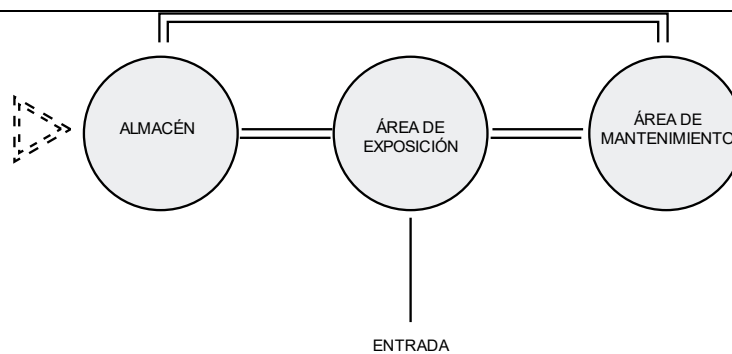 ALMACÉN
ÁREA DE
EXPOSICIÓN
ÁREA DE
MANTENIMIENTO
ENTRADA